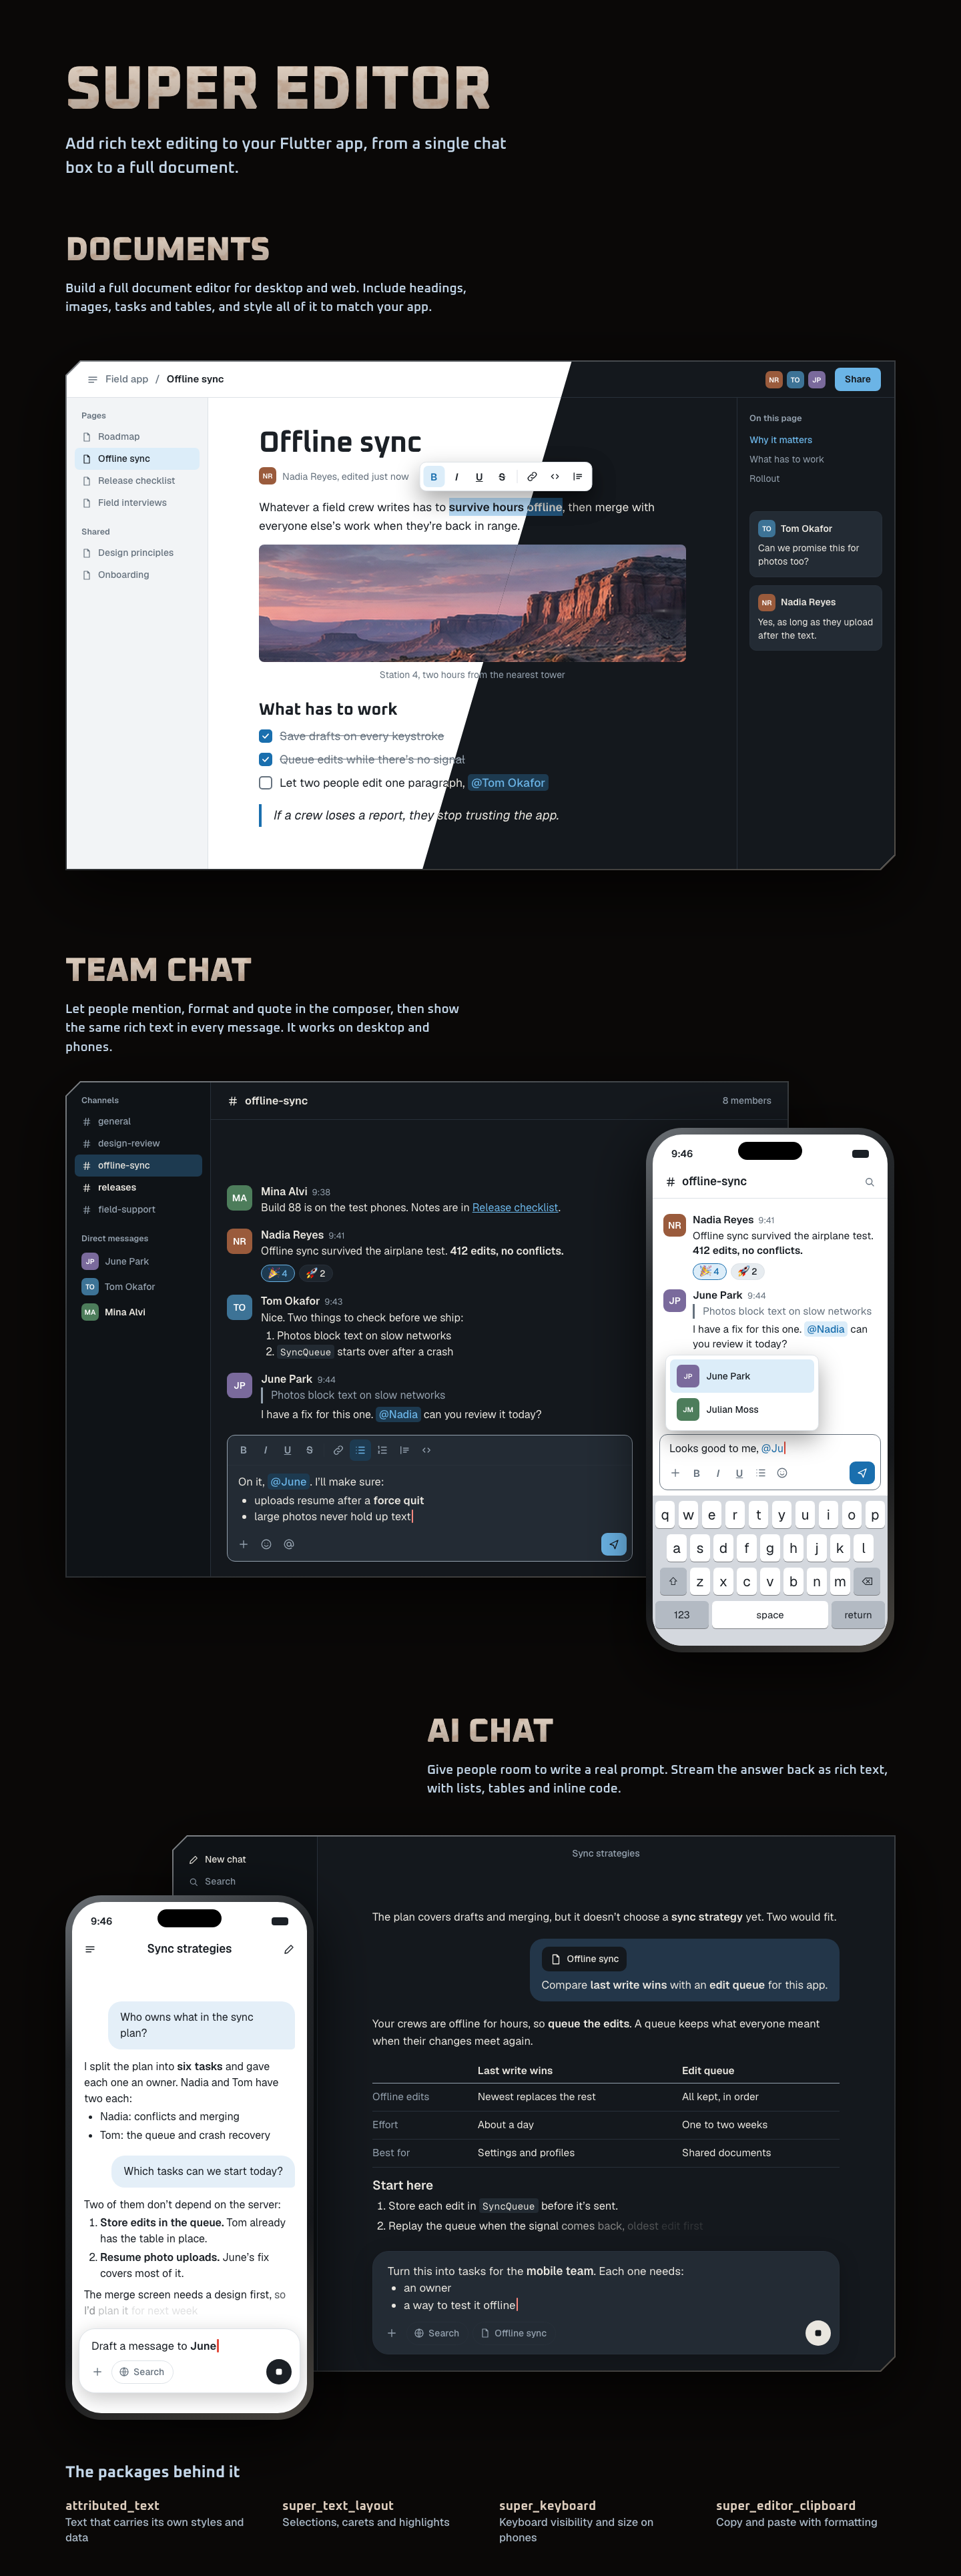 SUPER EDITOR
Add rich text editing to your Flutter app, from a single chat
box to a full document.
DOCUMENTS
Build a full document editor for desktop and web. Include headings,
images, tasks and tables, and style all of it to match your app.
Field app / Offline sync
NR TO JP Share
Pages
Roadmap
Offline sync
Release checklist
Field interviews
Shared
Design principles
Onboarding
Offline sync
NR Nadia Reyes, edited just now
B I U S
Whatever a field crew writes has to survive hours offline, then merge with
everyone else's work when they're back in range.
Station 4, two hours from the nearest tower
What has to work
Save drafts on every keystroke
Queue edits while there's no signal
Let two people edit one paragraph, @Tom Okafor
If a crew loses a report, they stop trusting the app.
On this page
Why it matters
What has to work
Rollout
TO Tom Okafor
Can we promise this for
photos too?
NR Nadia Reyes
Yes, as long as they upload
after the text.
TEAM CHAT
Let people mention, format and quote in the composer, then show
the same rich text in every message. It works on desktop and
phones.
Channels
# general
# design-review
# offline-sync
# releases
# field-support
Direct messages
JP June Park
TO Tom Okafor
MA Mina Alvi
# offline-sync
8 members
MA Mina Alvi 9:38
Build 88 is on the test phones. Notes are in Release checklist.
NR Nadia Reyes 9:41
Offline sync survived the airplane test. 412 edits, no conflicts.
🎉 4 🚀 2
TO Tom Okafor 9:43
Nice. Two things to check before we ship:
1. Photos block text on slow networks
2. SyncQueue starts over after a crash
JP June Park 9:44
Photos block text on slow networks
I have a fix for this one. @Nadia can you review it today?
B I U S
On it, @June. I'll make sure:
• uploads resume after a force quit
• large photos never hold up text
9:46
# offline-sync
NR Nadia Reyes 9:41
Offline sync survived the airplane test.
412 edits, no conflicts.
🎉 4 🚀 2
JP June Park 9:44
Photos block text on slow networks
I have a fix for this one. @Nadia can
you review it today?
JP June Park
JM Julian Moss
Looks good to me, @Ju
B I U
q w e r t y u i o p
a s d f g h j k l
z x c v b n m
123 space return
AI CHAT
Give people room to write a real prompt. Stream the answer back as rich text,
with lists, tables and inline code.
New chat
Search
Sync strategies
The plan covers drafts and merging, but it doesn't choose a sync strategy yet. Two would fit.
Offline sync
Compare last write wins with an edit queue for this app.
Your crews are offline for hours, so queue the edits. A queue keeps what everyone meant
when their changes meet again.
Last write wins Edit queue
Offline edits Newest replaces the rest All kept, in order
Effort About a day One to two weeks
Best for Settings and profiles Shared documents
Start here
1. Store each edit in SyncQueue before it's sent.
2. Replay the queue when the signal comes back, oldest edit first
Turn this into tasks for the mobile team. Each one needs:
• an owner
• a way to test it offline
Search Offline sync
9:46
Sync strategies
Who owns what in the sync
plan?
I split the plan into six tasks and gave
each one an owner. Nadia and Tom have
two each:
• Nadia: conflicts and merging
• Tom: the queue and crash recovery
Which tasks can we start today?
Two of them don't depend on the server:
1. Store edits in the queue. Tom already
has the table in place.
2. Resume photo uploads. June's fix
covers most of it.
The merge screen needs a design first, so
I'd plan it for next week
Draft a message to June
Search
The packages behind it
attributed_text
Text that carries its own styles and
data
super_text_layout
Selections, carets and highlights
super_keyboard
Keyboard visibility and size on
phones
super_editor_clipboard
Copy and paste with formatting